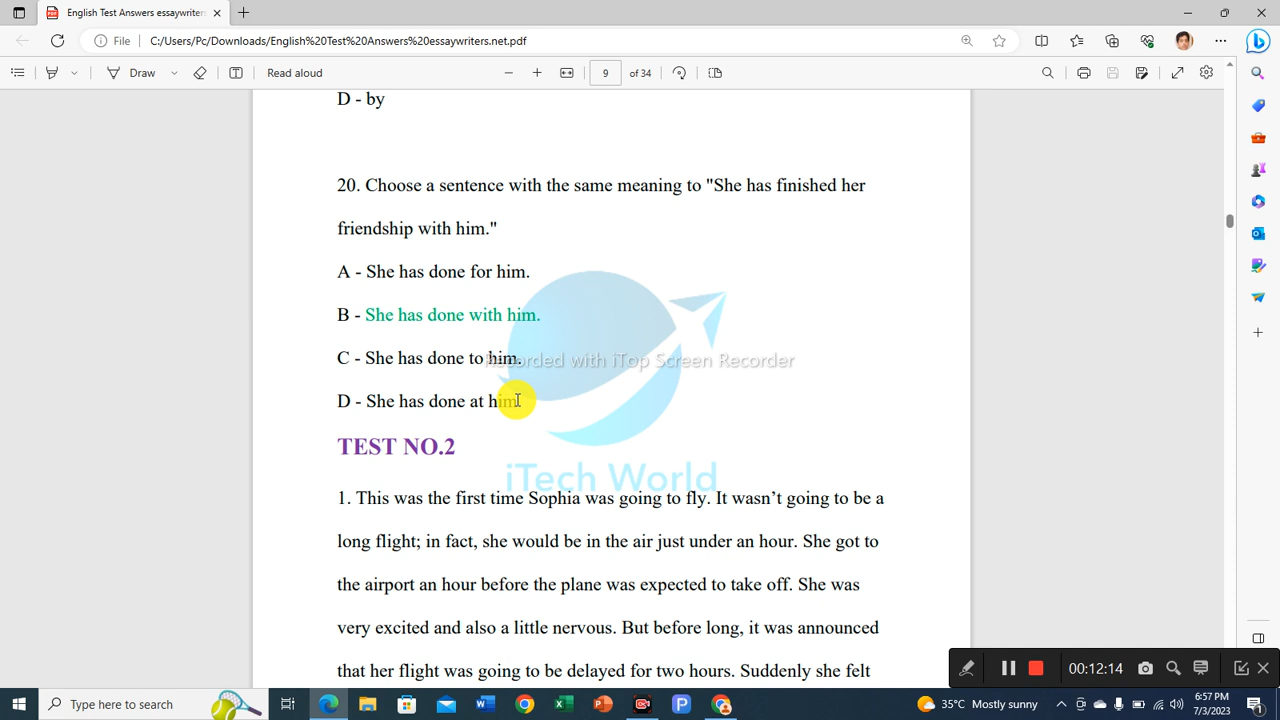 English Test Answers essaywriters
File
C:/Users/Pc/Downloads/English%20Test%20Answers%20essaywriters.net.pdf
Draw
Read aloud
9
of 34
D - by
20. Choose a sentence with the same meaning to "She has finished her
friendship with him."
A - She has done for him.
B - She has done with him.
C - She has done to him.
Recorded with iTop Screen Recorder
D - She has done at him.
TEST NO.2
iTech World
1. This was the first time Sophia was going to fly. It wasn’t going to be a
long flight; in fact, she would be in the air just under an hour. She got to
the airport an hour before the plane was expected to take off. She was
very excited and also a little nervous. But before long, it was announced
that her flight was going to be delayed for two hours. Suddenly she felt
00:12:14
Type here to search
35°C Mostly sunny
6:57 PM
7/3/2023